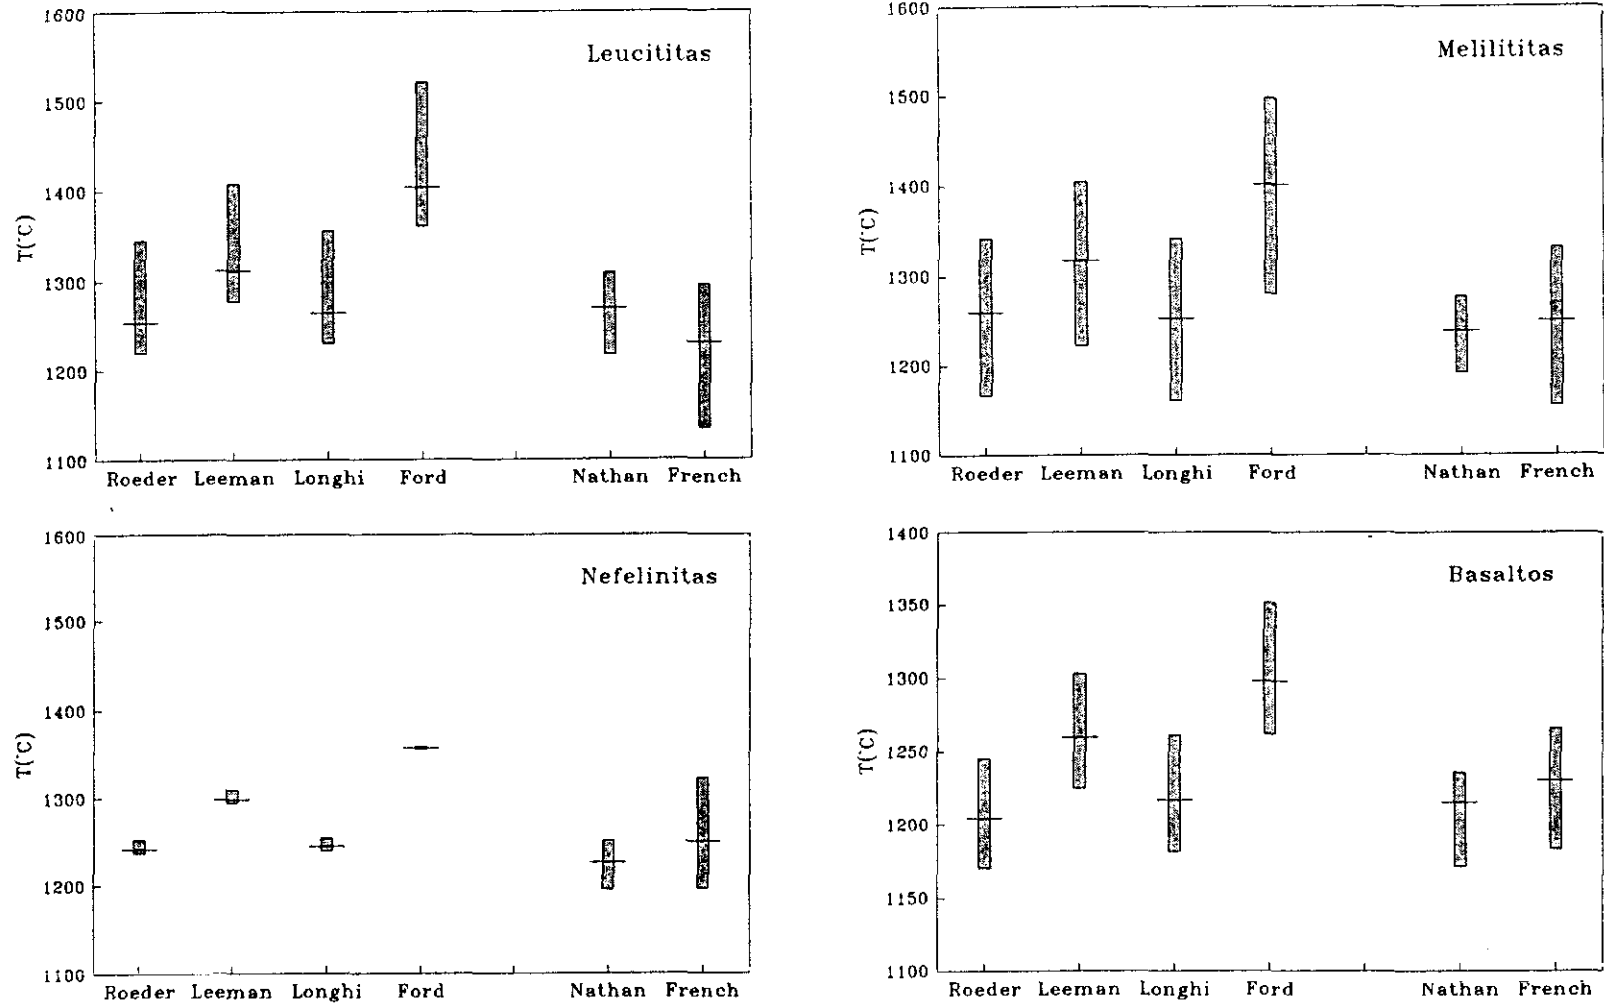 1600
Leucititas
1500
1400
T(°C)
1300
1200
1100
Roeder Leeman Longhi Ford Nathan French
1600
Melilititas
1500
1400
T(°C)
1300
1200
1100
Roeder Leeman Longhi Ford Nathan French
1600
Nefelinitas
1500
1400
T(°C)
1300
1200
1100
Roeder Leeman Longhi Ford Nathan French
1400
Basaltos
1350
1300
1250
T(°C)
1200
1150
1100
Roeder Leeman Longhi Ford Nathan French